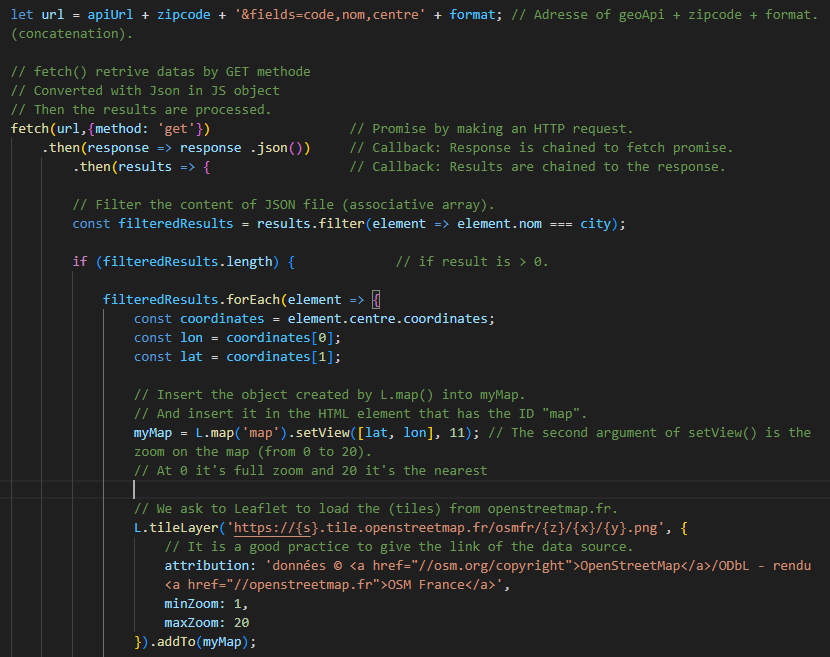 let url = apiUrl + zipcode + '&fields=code,nom,centre' + format; // Adresse of geoApi + zipcode + format.
(concatenation).
// fetch() retrive datas by GET methode
// Converted with Json in JS object
// Then the results are processed.
fetch(url,{method: 'get'}) // Promise by making an HTTP request.
.then(response => response .json()) // Callback: Response is chained to fetch promise.
.then(results => { // Callback: Results are chained to the response.
// Filter the content of JSON file (associative array).
const filteredResults = results.filter(element => element.nom === city);
if (filteredResults.length) { // if result is > 0.
filteredResults.forEach(element => {
const coordinates = element.centre.coordinates;
const lon = coordinates[0];
const lat = coordinates[1];
// Insert the object created by L.map() into myMap.
// And insert it in the HTML element that has the ID "map".
myMap = L.map('map').setView([lat, lon], 11); // The second argument of setView() is the
zoom on the map (from 0 to 20).
// At 0 it's full zoom and 20 it's the nearest
// We ask to Leaflet to load the (tiles) from openstreetmap.fr.
L.tileLayer('https://{s}.tile.openstreetmap.fr/osmfr/{z}/{x}/{y}.png', {
// It is a good practice to give the link of the data source.
attribution: 'données © <a href="//osm.org/copyright">OpenStreetMap</a>/ODbL - rendu
<a href="//openstreetmap.fr">OSM France</a>',
minZoom: 1,
maxZoom: 20
}).addTo(myMap);